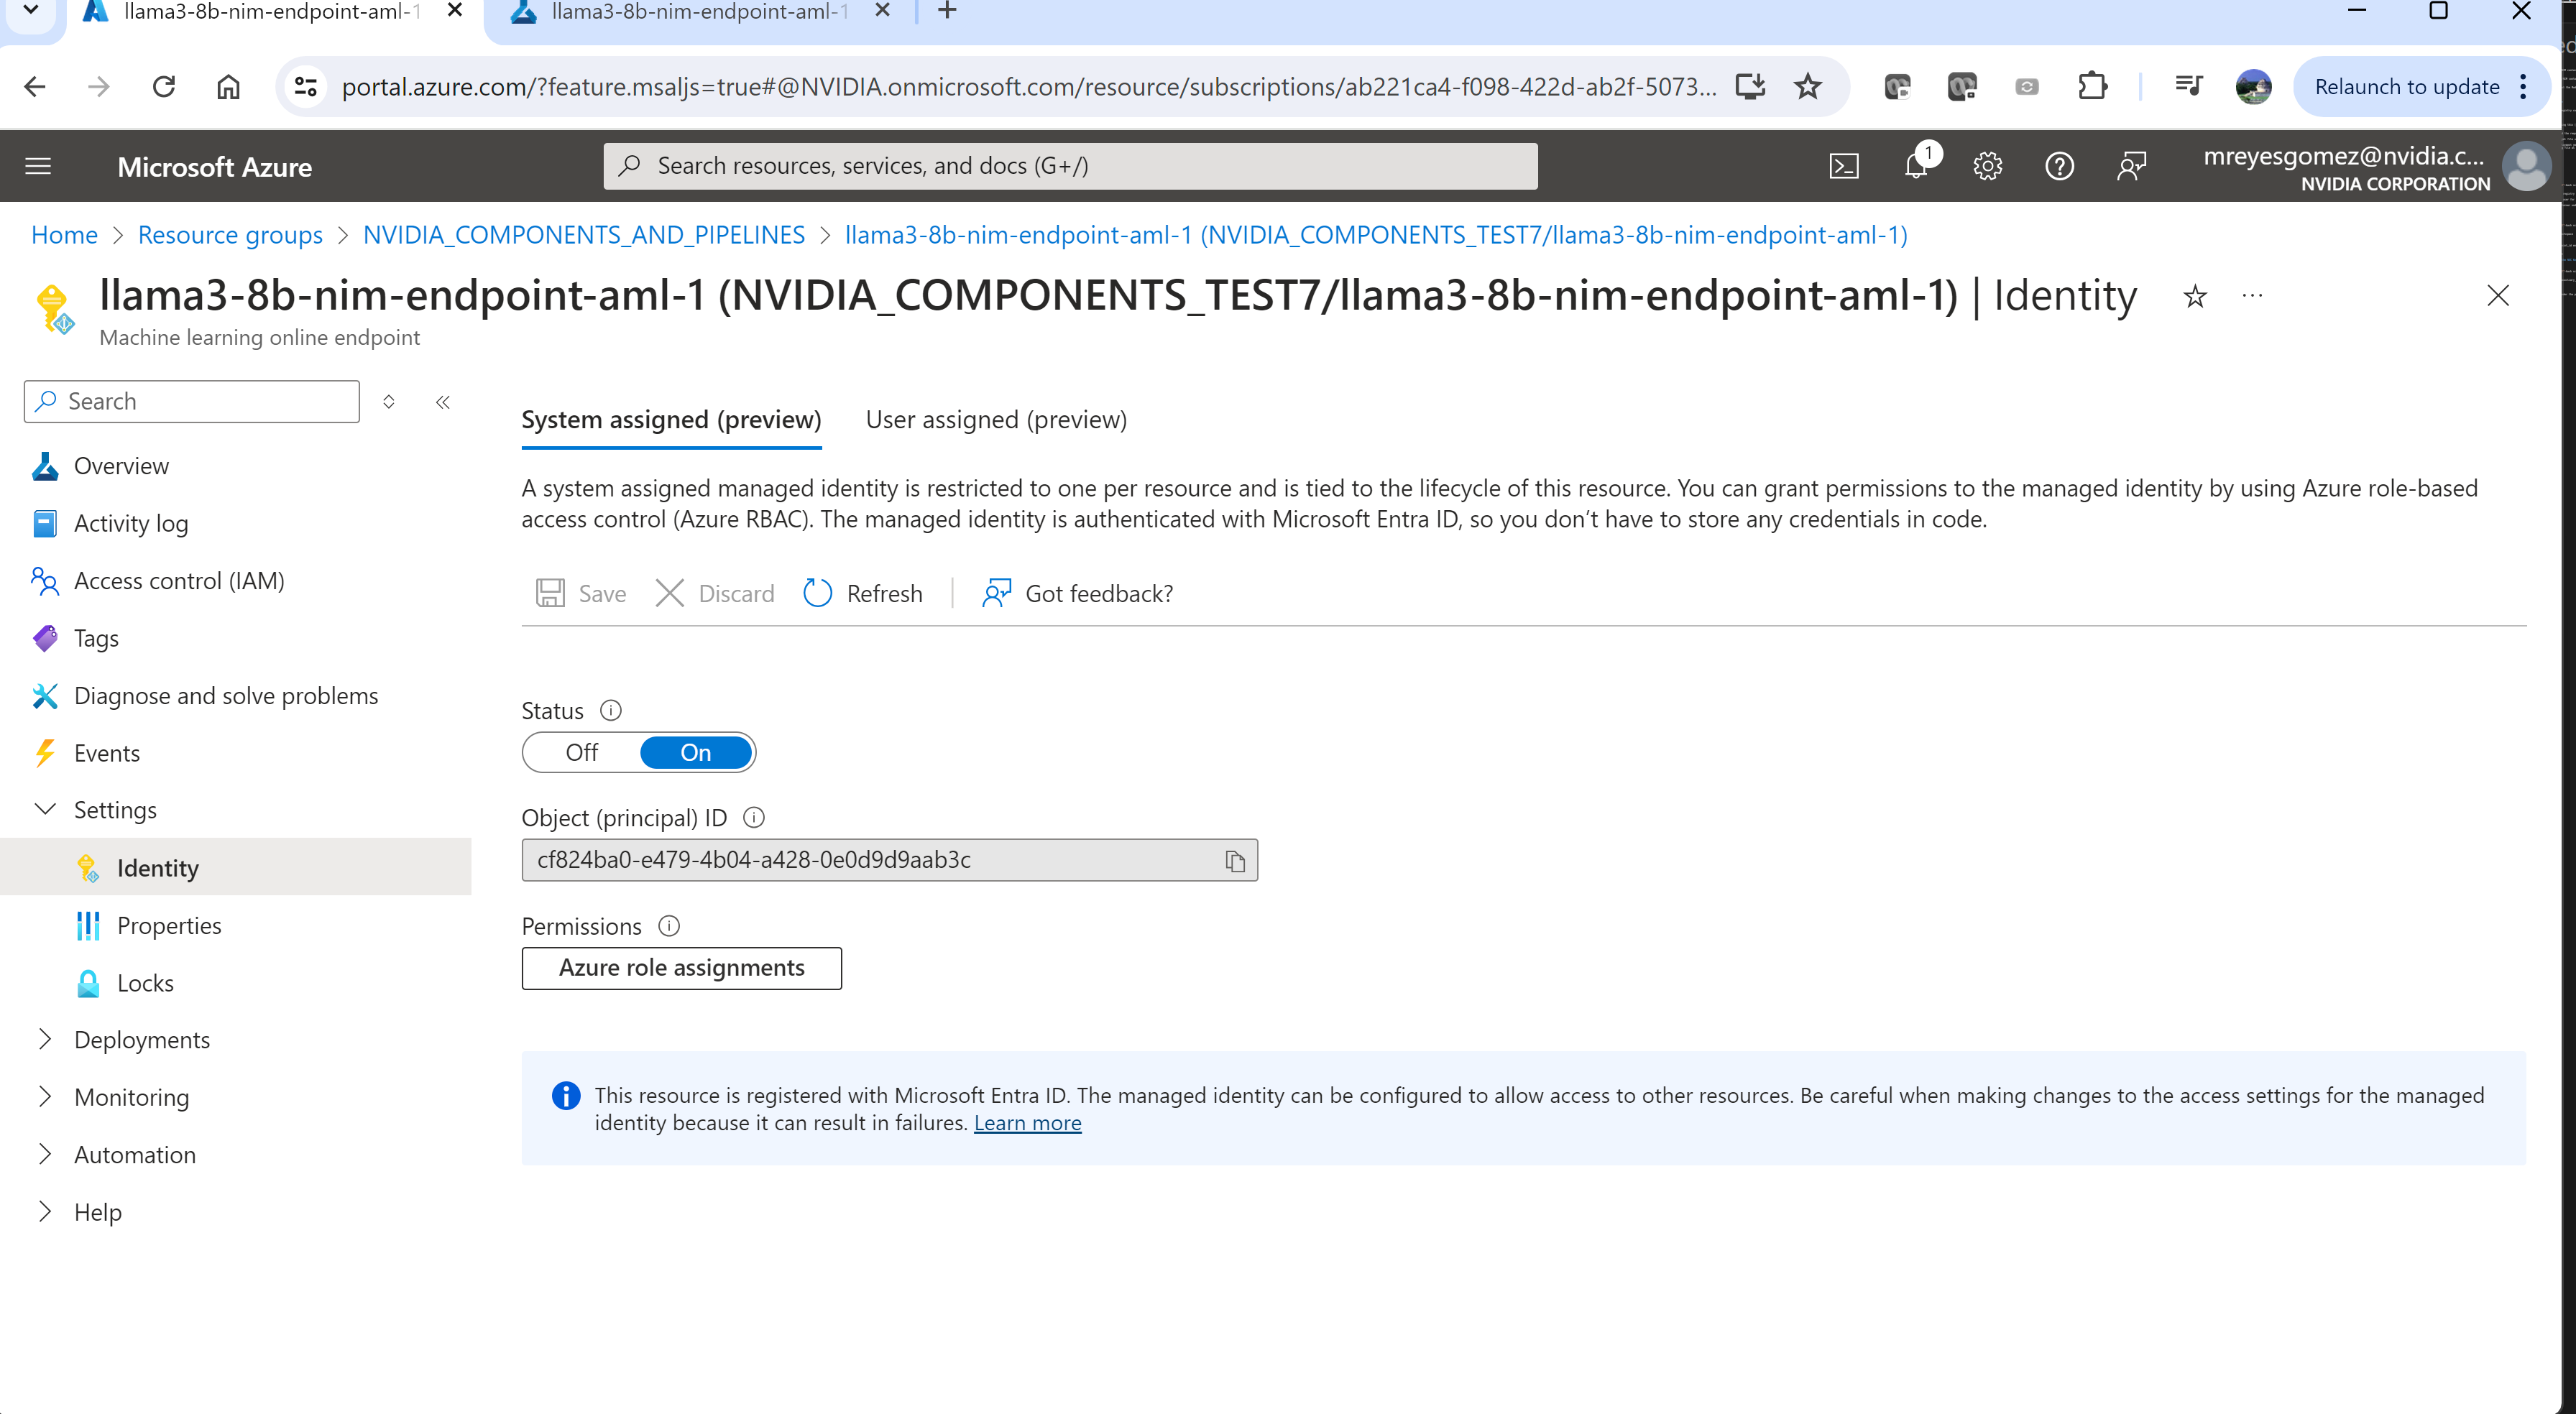 llama3-8b-nim-endpoint-aml-1
llama3-8b-nim-endpoint-aml-1
portal.azure.com/?feature.msaljs=true#@NVIDIA.onmicrosoft.com/resource/subscriptions/ab221ca4-f098-422d-ab2f-5073...
Relaunch to update
Microsoft Azure
Search resources, services, and docs (G+/)
1
mreyesgomez@nvidia.c...
NVIDIA CORPORATION
Home > Resource groups > NVIDIA_COMPONENTS_AND_PIPELINES > llama3-8b-nim-endpoint-aml-1 (NVIDIA_COMPONENTS_TEST7/llama3-8b-nim-endpoint-aml-1)
llama3-8b-nim-endpoint-aml-1 (NVIDIA_COMPONENTS_TEST7/llama3-8b-nim-endpoint-aml-1) | Identity
Machine learning online endpoint
Search
Overview
Activity log
Access control (IAM)
Tags
Diagnose and solve problems
Events
Settings
Identity
Properties
Locks
Deployments
Monitoring
Automation
Help
System assigned (preview)
User assigned (preview)
A system assigned managed identity is restricted to one per resource and is tied to the lifecycle of this resource. You can grant permissions to the managed identity by using Azure role-based
access control (Azure RBAC). The managed identity is authenticated with Microsoft Entra ID, so you don’t have to store any credentials in code.
Save
Discard
Refresh
Got feedback?
Status
Off
On
Object (principal) ID
cf824ba0-e479-4b04-a428-0e0d9d9aab3c
Permissions
Azure role assignments
This resource is registered with Microsoft Entra ID. The managed identity can be configured to allow access to other resources. Be careful when making changes to the access settings for the managed
identity because it can result in failures. Learn more